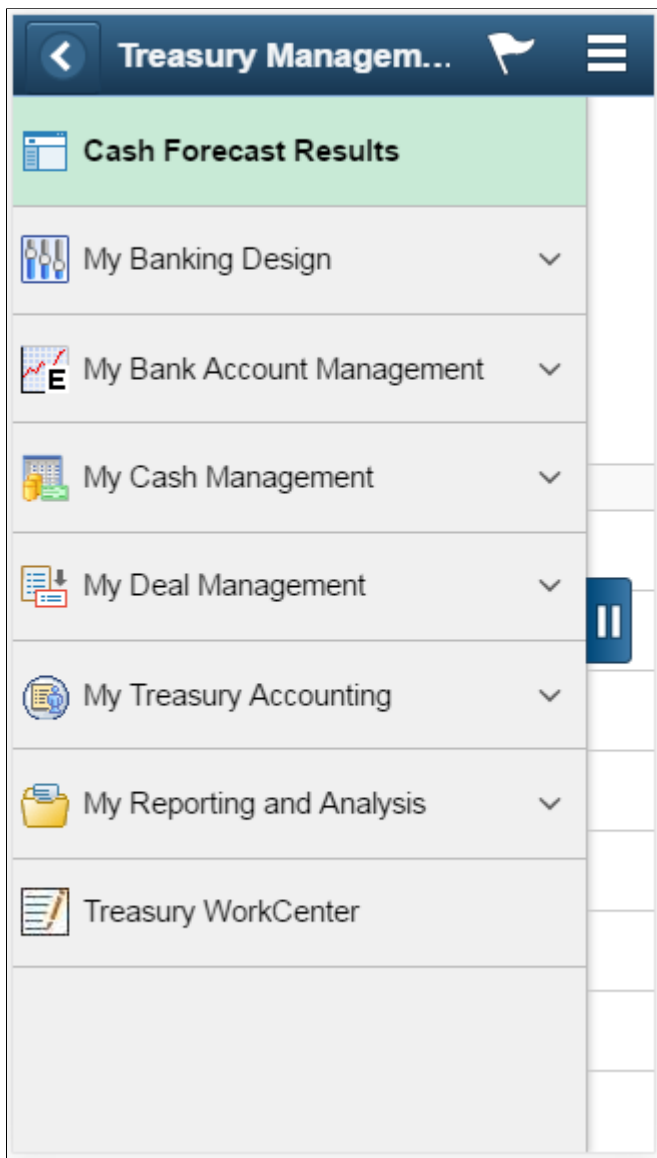 Treasury Managem...
Cash Forecast Results
My Banking Design
My Bank Account Management
E
My Cash Management
My Deal Management
My Treasury Accounting
My Reporting and Analysis
Treasury WorkCenter